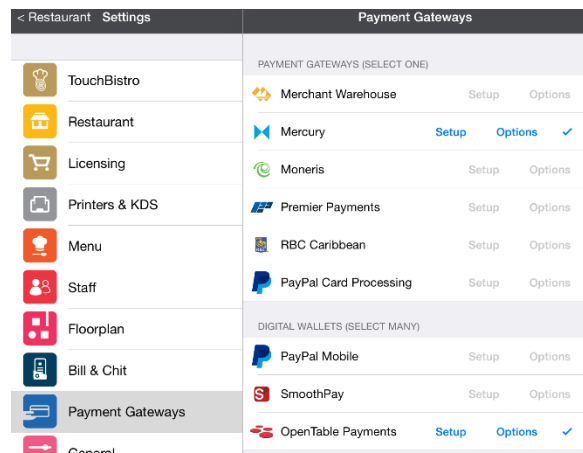 < Restaurant Settings
Payment Gateways
TouchBistro
Restaurant
Licensing
Printers & KDS
Menu
Staff
Floorplan
Bill & Chit
Payment Gateways
General
PAYMENT GATEWAYS (SELECT ONE)
Merchant Warehouse Setup Options
Mercury Setup Options ✓
Moneris Setup Options
Premier Payments Setup Options
RBC Caribbean Setup Options
PayPal Card Processing Setup Options
DIGITAL WALLETS (SELECT MANY)
PayPal Mobile Setup Options
SmoothPay Setup Options
OpenTable Payments Setup Options ✓